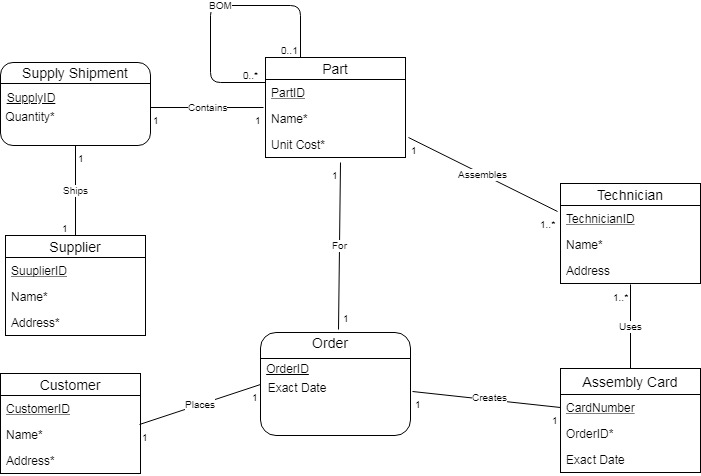 BOM
0..1
0..*
Supply Shipment
SupplyID
Quantity*
1
Contains
1
Part
PartID
Name*
Unit Cost*
1
Ships
1
Supplier
SuuplierID
Name*
Address*
1
Assembles
1..*
Technician
TechnicianID
Name*
Address
1
For
1
1..*
Uses
Order
OrderID
Exact Date
Customer
CustomerID
Name*
Address*
1
Places
1
1
Creates
1
Assembly Card
CardNumber
OrderID*
Exact Date